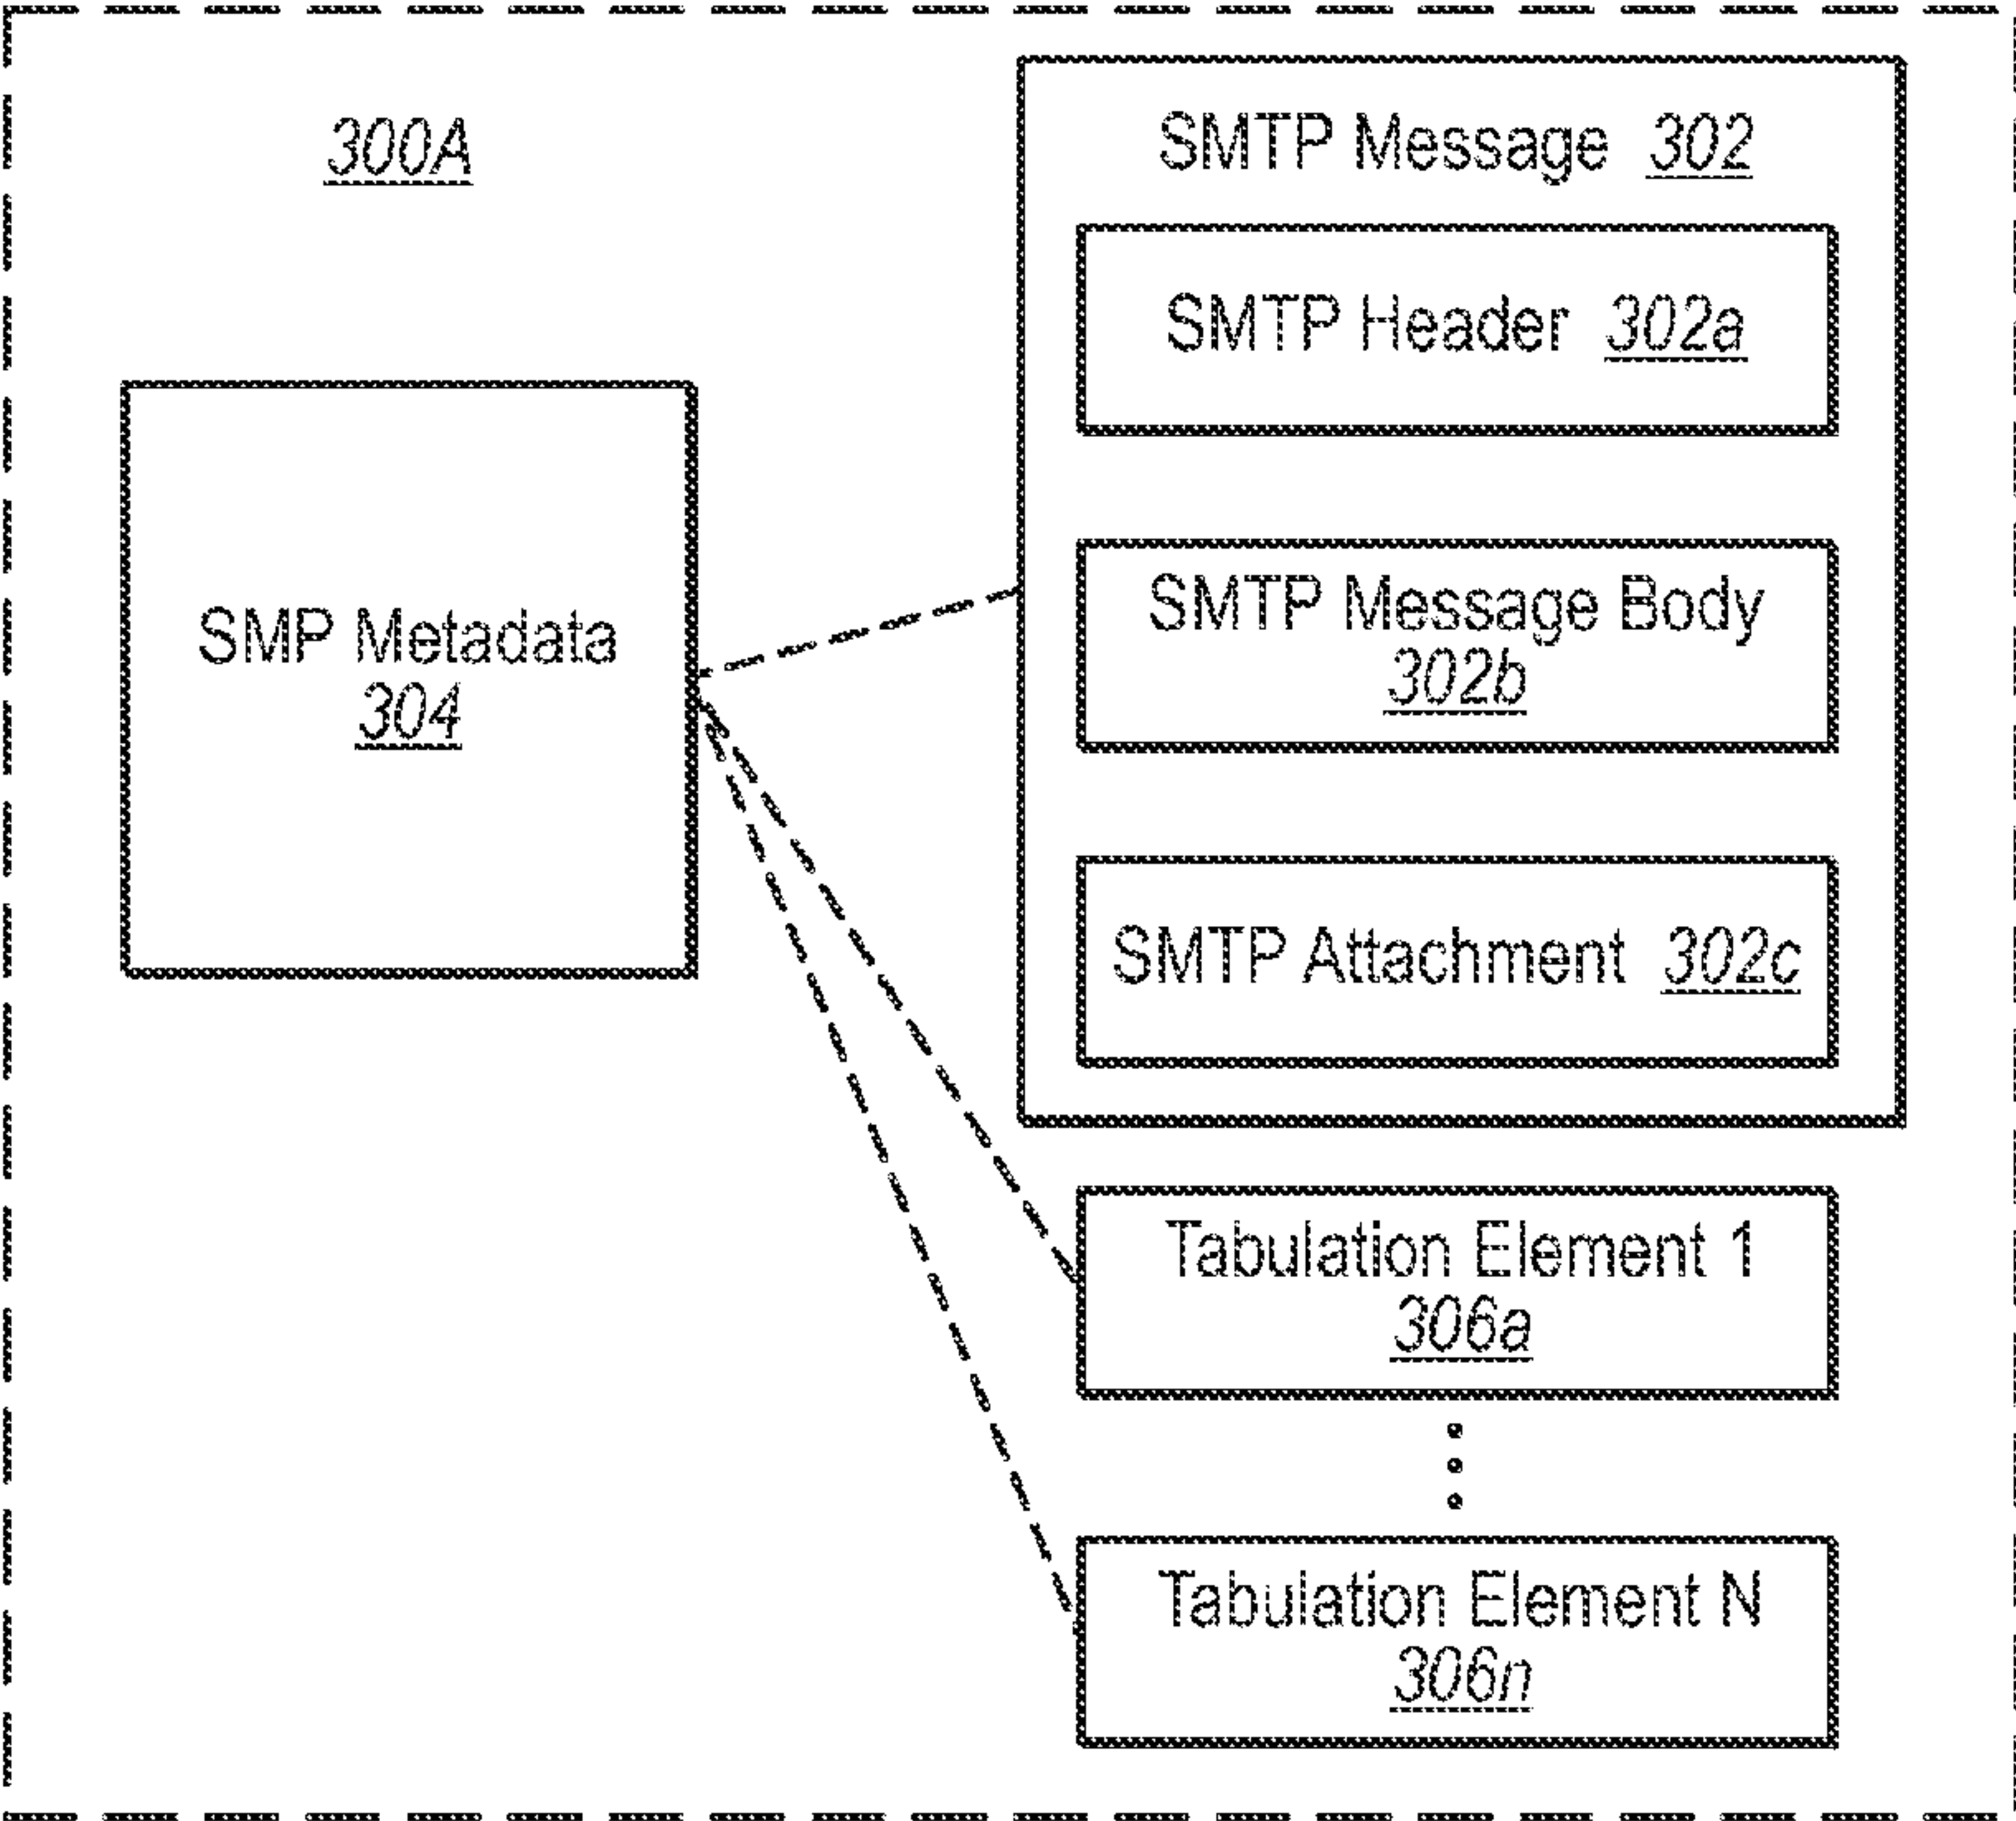 300A
SMTP Message 302
SMTP Header 302a
SMTP Message Body
302b
SMTP Attachment 302c
SMP Metadata
304
Tabulation Element 1
306a
Tabulation Element N
306n